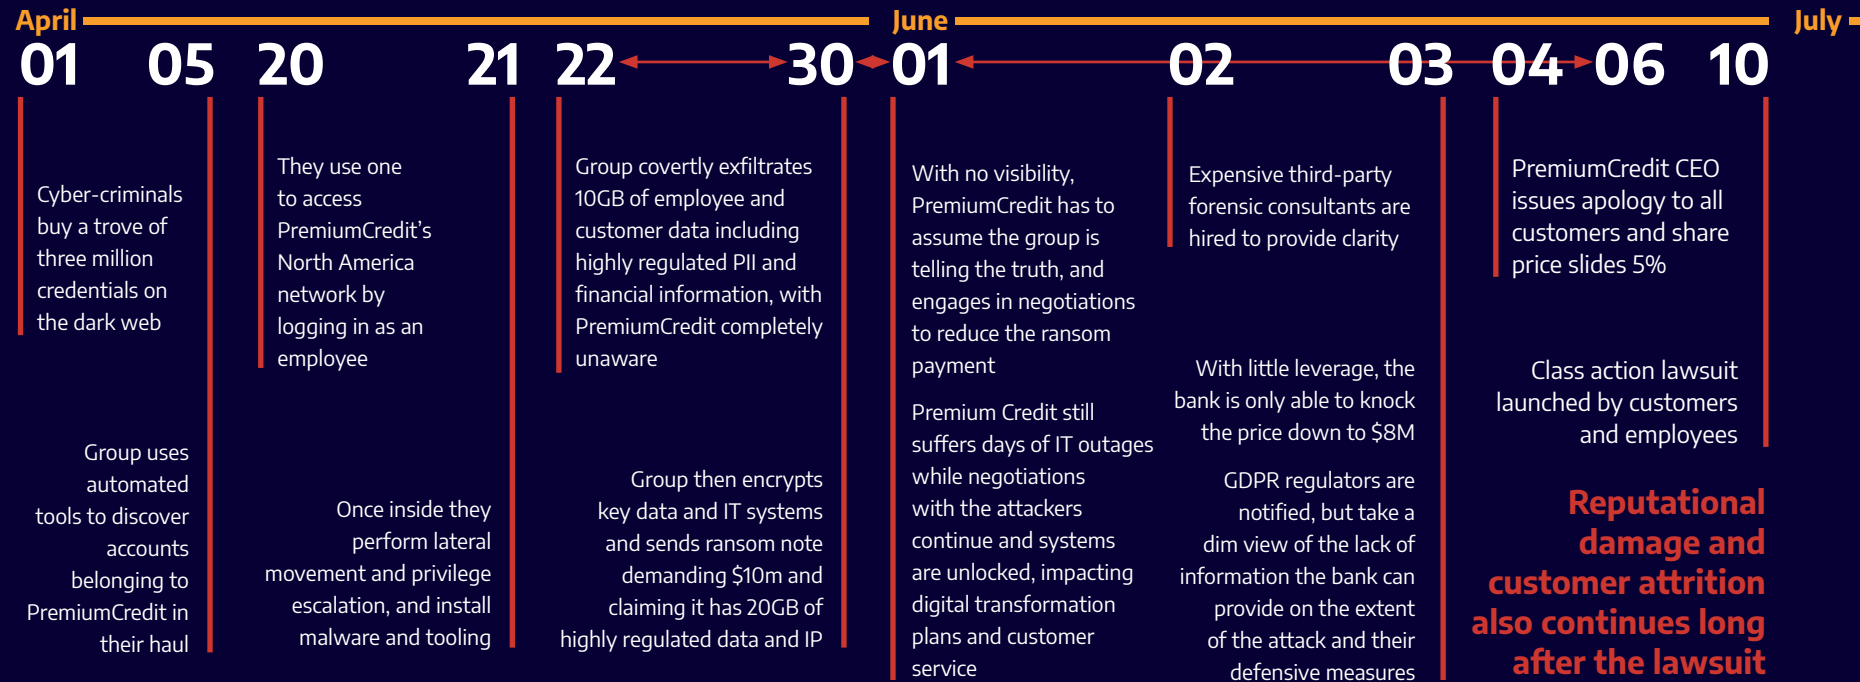 April
June
July
01
05
20
21
22
30
01
02
03
04
06
10
Cyber-criminals
buy a trove of
three million
credentials on
the dark web
Group uses
automated
tools to discover
accounts
belonging to
PremiumCredit in
their haul
They use one
to access
PremiumCredit’s
North America
network by
logging in as an
employee
Once inside they
perform lateral
movement and privilege
escalation, and install
malware and tooling
Group covertly exfiltrates
10GB of employee and
customer data including
highly regulated PII and
financial information, with
PremiumCredit completely
unaware
Group then encrypts
key data and IT systems
and sends ransom note
demanding $10m and
claiming it has 20GB of
highly regulated data and IP
With no visibility,
PremiumCredit has to
assume the group is
telling the truth, and
engages in negotiations
to reduce the ransom
payment
Premium Credit still
suffers days of IT outages
while negotiations
with the attackers
continue and systems
are unlocked, impacting
digital transformation
plans and customer
service
Expensive third-party
forensic consultants are
hired to provide clarity
With little leverage, the
bank is only able to knock
the price down to $8M
GDPR regulators are
notified, but take a
dim view of the lack of
information the bank can
provide on the extent
of the attack and their
defensive measures
PremiumCredit CEO
issues apology to all
customers and share
price slides 5%
Class action lawsuit
launched by customers
and employees
Reputational
damage and
customer attrition
also continues long
after the lawsuit